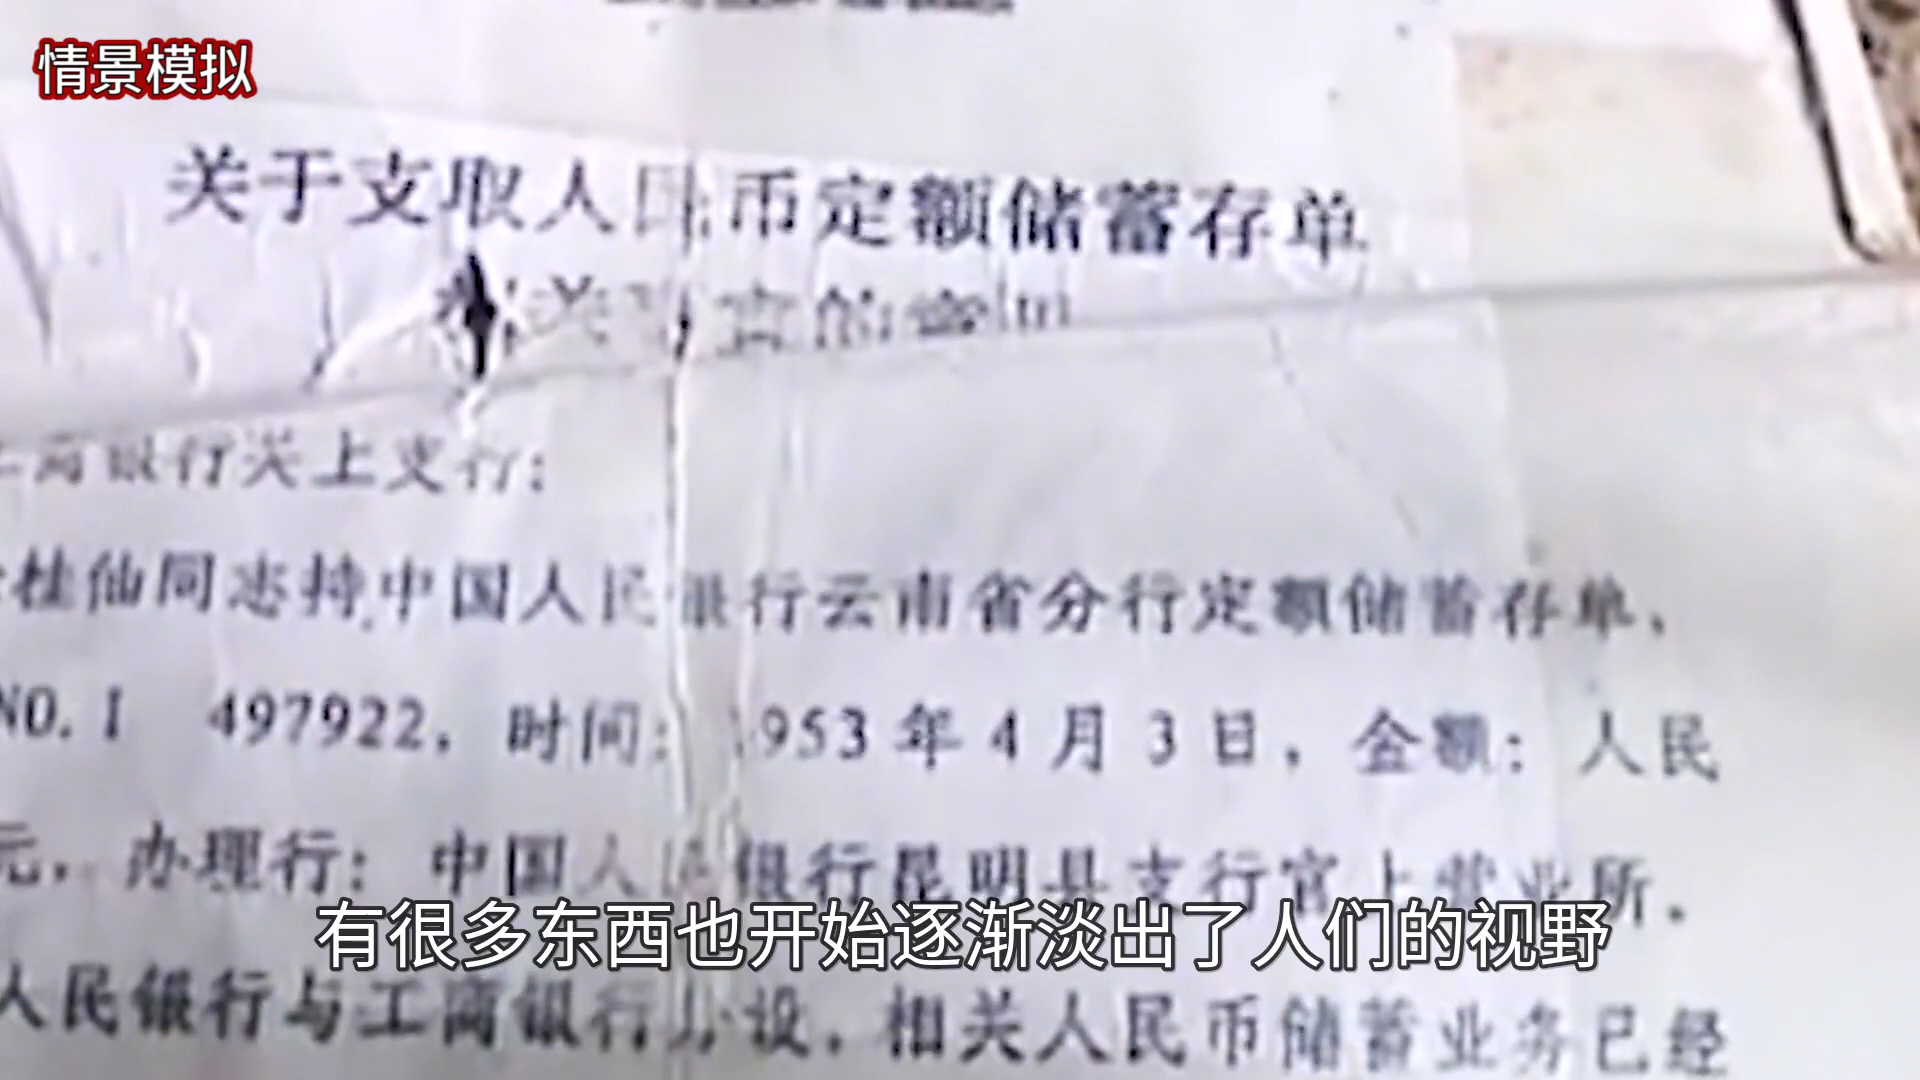 情景模拟
关于支取人民币定额储蓄存单
工商银行关上支行：
桂仙同志持中国人民银行云南省分行定额储蓄存单，
NO.I 497922，时间：1953年4月3日，金额：人民
元，办理行：中国人民银行昆明县支行官上营业所。
有很多东西也开始逐渐淡出了人们的视野
人民银行与工商银行分设，相关人民币储蓄业务已经